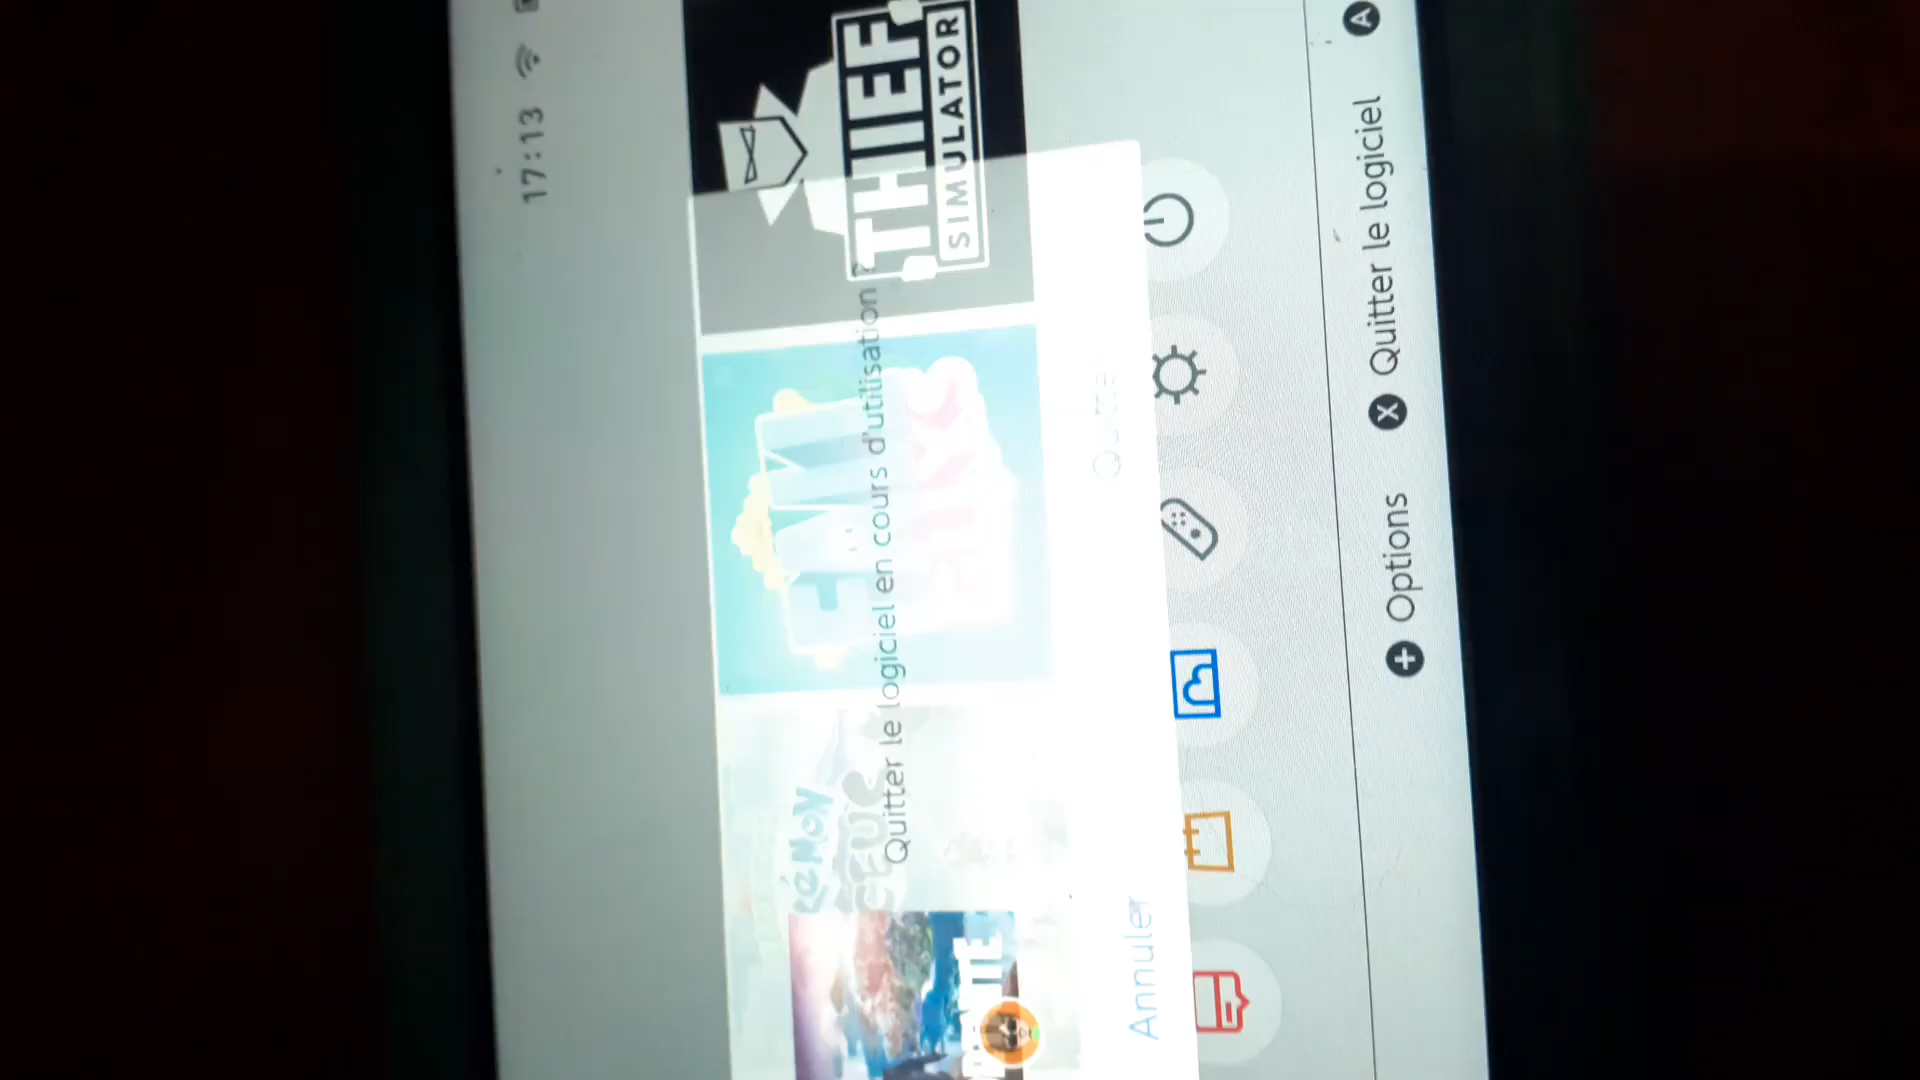 17:13
THIEF
SIMULATOR
Quitter le logiciel en cours d'utilisation ?
Annuler
Quitter le logiciel
Options
X
A